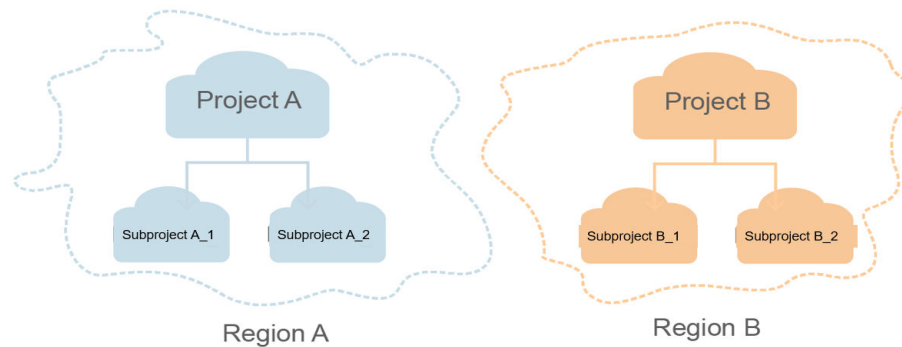 Project A
Project B
Subproject A_1
Subproject A_2
Subproject B_1
Subproject B_2
Region A
Region B